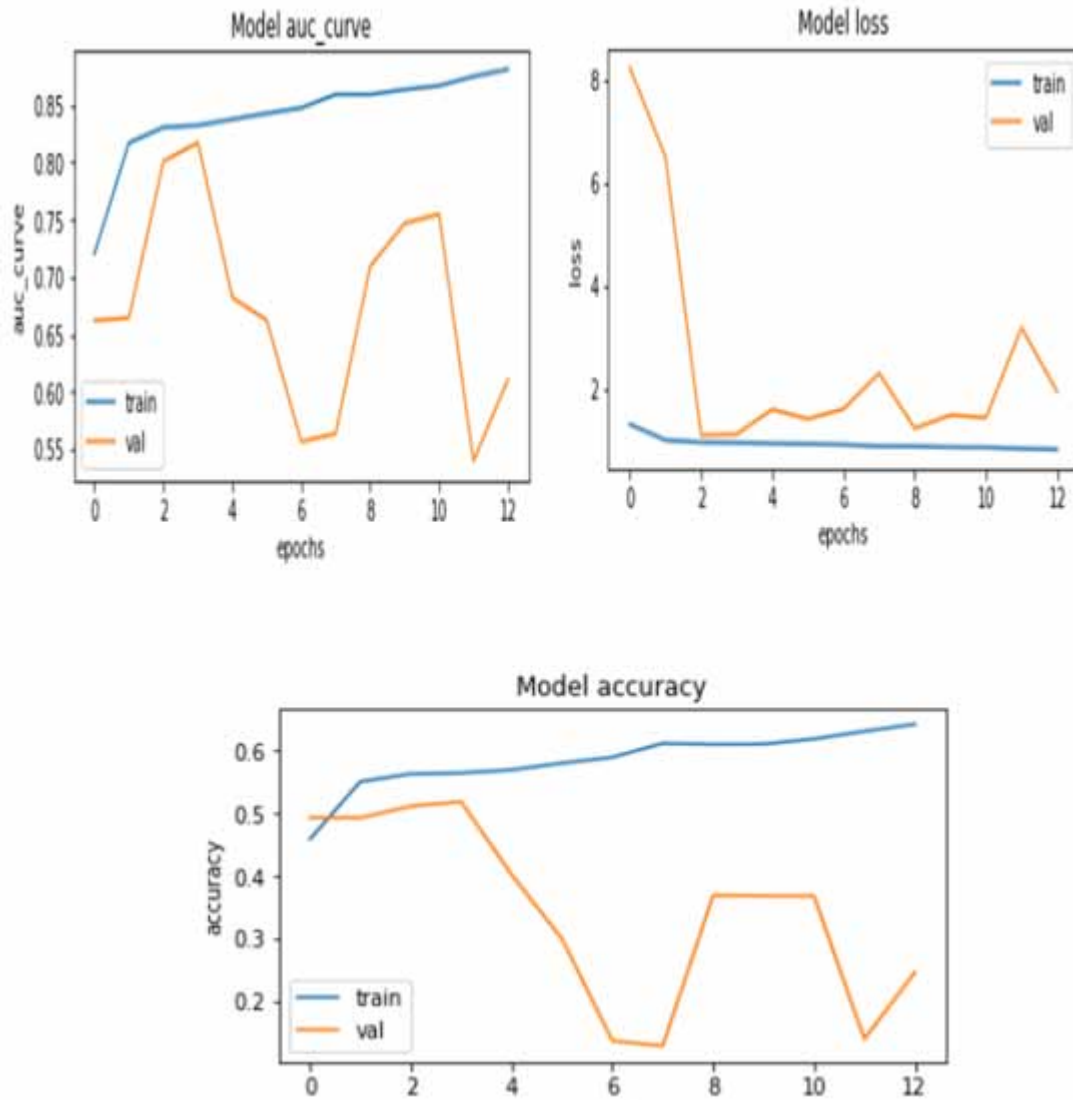 Model auc_curve
auc_curve
0.85
0.80
0.75
0.70
0.65
0.60
0.55
train
val
0 2 4 6 8 10 12
epochs
Model loss
loss
8
6
4
2
train
val
0 2 4 6 8 10 12
epochs
Model accuracy
accuracy
0.6
0.5
0.4
0.3
0.2
train
val
0 2 4 6 8 10 12